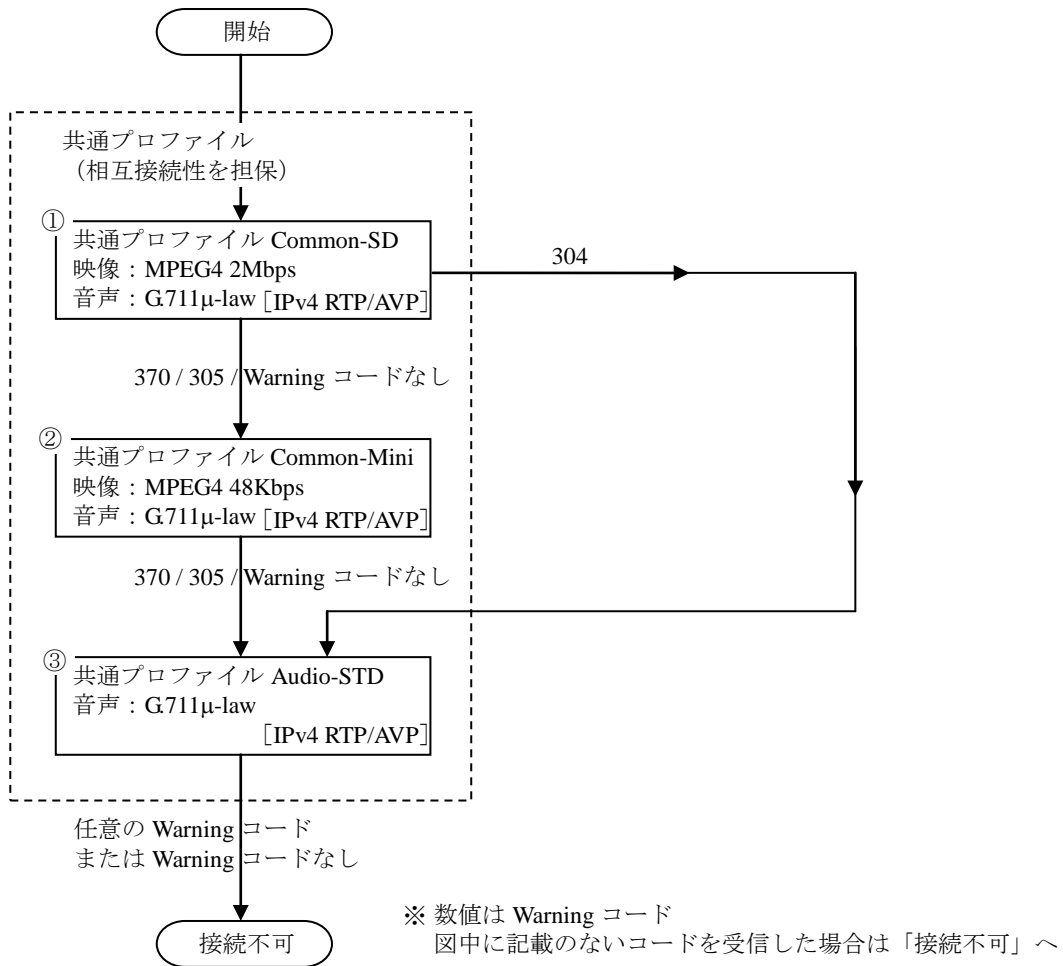 開始
共通プロファイル
（相互接続性を担保）
①
共通プロファイル Common-SD
映像：MPEG4 2Mbps
音声：G.711μ-law［IPv4 RTP/AVP］
304
370 / 305 / Warning コードなし
②
共通プロファイル Common-Mini
映像：MPEG4 48Kbps
音声：G.711μ-law［IPv4 RTP/AVP］
370 / 305 / Warning コードなし
③
共通プロファイル Audio-STD
音声：G.711μ-law
［IPv4 RTP/AVP］
任意の Warning コード
または Warning コードなし
接続不可
※ 数値は Warning コード
図中に記載のないコードを受信した場合は「接続不可」へ